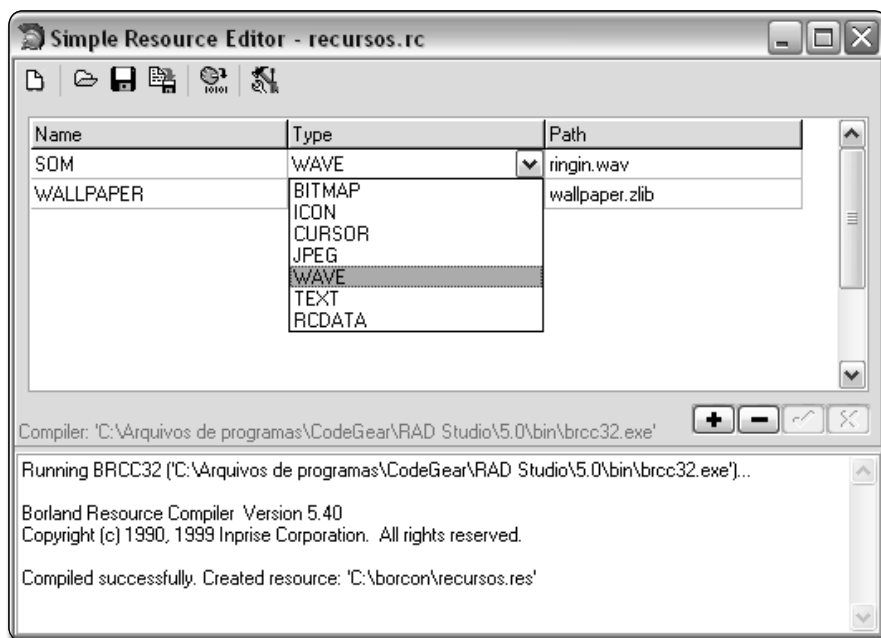 Simple Resource Editor - recursos.rc
Name Type Path
SOM WAVE ringin.wav
WALLPAPER wallpaper.zlib
BITMAP
ICON
CURSOR
JPEG
WAVE
TEXT
RCDATA
Compiler: 'C:\Arquivos de programas\CodeGear\RAD Studio\5.0\bin\brcc32.exe'
Running BRCC32 ('C:\Arquivos de programas\CodeGear\RAD Studio\5.0\bin\brcc32.exe')...
Borland Resource Compiler Version 5.40
Copyright (c) 1990, 1999 Inprise Corporation. All rights reserved.
Compiled successfully. Created resource: 'C:\borcon\recursos.res'